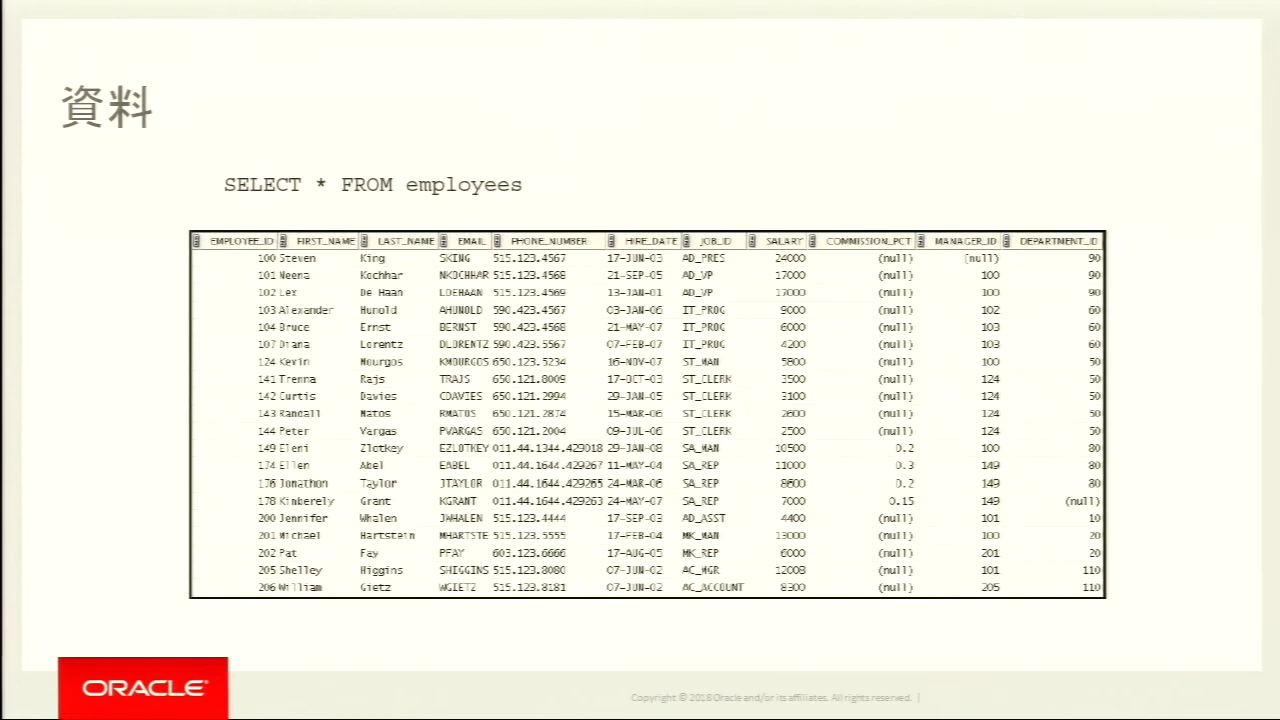 資料
SELECT * FROM employees
EMPLOYEE_ID FIRST_NAME LAST_NAME EMAIL PHONE_NUMBER HIRE_DATE JOB_ID SALARY COMMISSION_PCT MANAGER_ID DEPARTMENT_ID
100 Steven King SKING 515.123.4567 17-JUN-03 AD_PRES 24000 (null) (null) 90
101 Neena Kochhar NKOCHHAR 515.123.4568 21-SEP-05 AD_VP 17000 (null) 100 90
102 Lex De Haan LDEHAAN 515.123.4569 13-JAN-01 AD_VP 17000 (null) 100 90
103 Alexander Hunold AHUNOLD 590.423.4567 03-JAN-06 IT_PROG 9000 (null) 102 60
104 Bruce Ernst BERNST 590.423.4568 21-MAY-07 IT_PROG 6000 (null) 103 60
107 Diana Lorentz DLORENTZ 590.423.5567 07-FEB-07 IT_PROG 4200 (null) 103 60
124 Kevin Mourgos KMOURGOS 650.123.5234 16-NOV-07 ST_MAN 5800 (null) 100 50
141 Trenna Rajs TRAJS 650.121.8009 17-OCT-03 ST_CLERK 3500 (null) 124 50
142 Curtis Davies CDAVIES 650.121.2994 29-JAN-05 ST_CLERK 3100 (null) 124 50
143 Randall Matos RMATOS 650.121.2874 15-MAR-06 ST_CLERK 2600 (null) 124 50
144 Peter Vargas PVARGAS 650.121.2004 09-JUL-06 ST_CLERK 2500 (null) 124 50
149 Eleni Zlotkey EZLOTKEY 011.44.1344.429018 29-JAN-08 SA_MAN 10500 0.2 100 80
174 Ellen Abel EABEL 011.44.1644.429267 11-MAY-04 SA_REP 11000 0.3 149 80
176 Jonathon Taylor JTAYLOR 011.44.1644.429265 24-MAR-06 SA_REP 8600 0.2 149 80
178 Kimberely Grant KGRANT 011.44.1644.429263 24-MAY-07 SA_REP 7000 0.15 149 (null)
200 Jennifer Whalen JWHALEN 515.123.4444 17-SEP-03 AD_ASST 4400 (null) 101 10
201 Michael Hartstein MHARTSTE 515.123.5555 17-FEB-04 MK_MAN 13000 (null) 100 20
202 Pat Fay PFAY 603.123.6666 17-AUG-05 MK_REP 6000 (null) 201 20
205 Shelley Higgins SHIGGINS 515.123.8080 07-JUN-02 AC_MGR 12008 (null) 101 110
206 William Gietz WGIETZ 515.123.8181 07-JUN-02 AC_ACCOUNT 8300 (null) 205 110
ORACLE®
Copyright © 2018 Oracle and/or its affiliates. All rights reserved. |